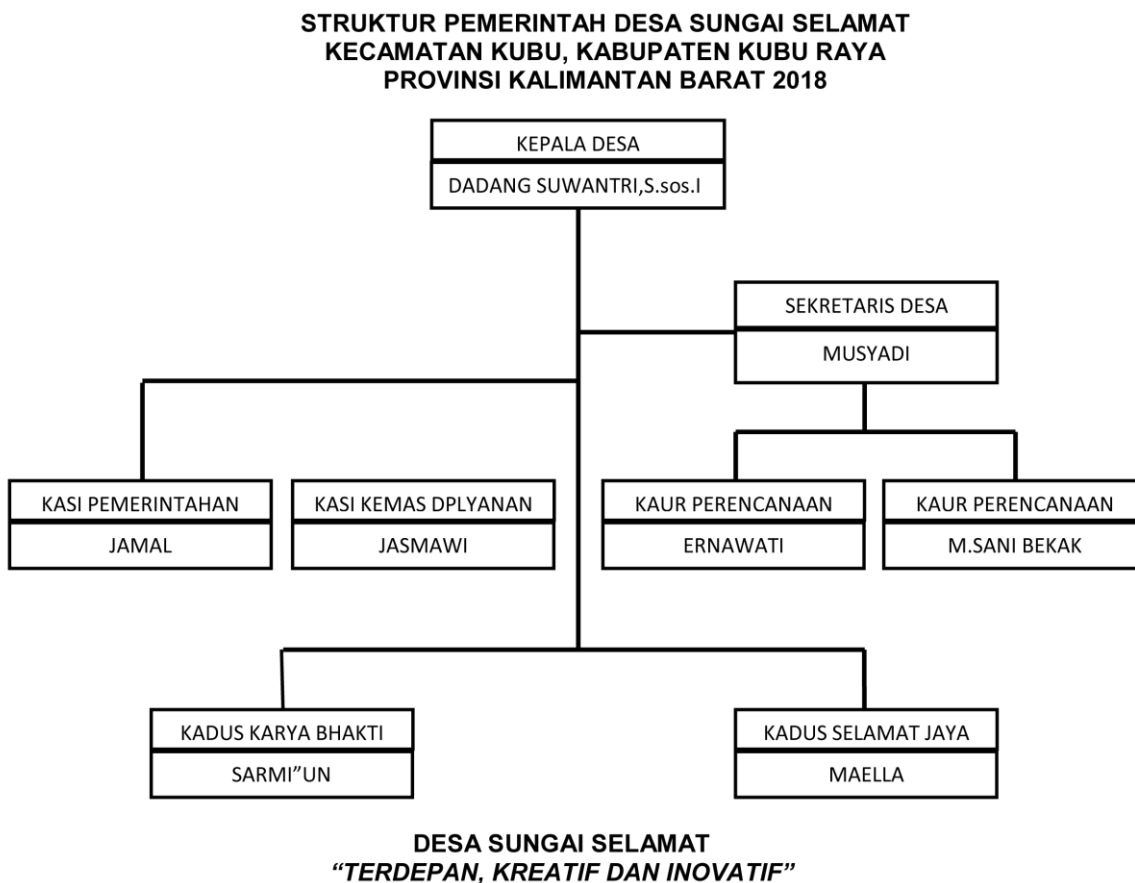 STRUKTUR PEMERINTAH DESA SUNGAI SELAMAT
KECAMATAN KUBU, KABUPATEN KUBU RAYA
PROVINSI KALIMANTAN BARAT 2018
KEPALA DESA
DADANG SUWANTRI,S.sos.I
SEKRETARIS DESA
MUSYADI
KASI PEMERINTAHAN
JAMAL
KASI KEMAS DPLYANAN
JASMAWI
KAUR PERENCANAAN
ERNAWATI
KAUR PERENCANAAN
M.SANI BEKAK
KADUS KARYA BHAKTI
SARMI”UN
KADUS SELAMAT JAYA
MAELLA
DESA SUNGAI SELAMAT
“TERDEPAN, KREATIF DAN INOVATIF”